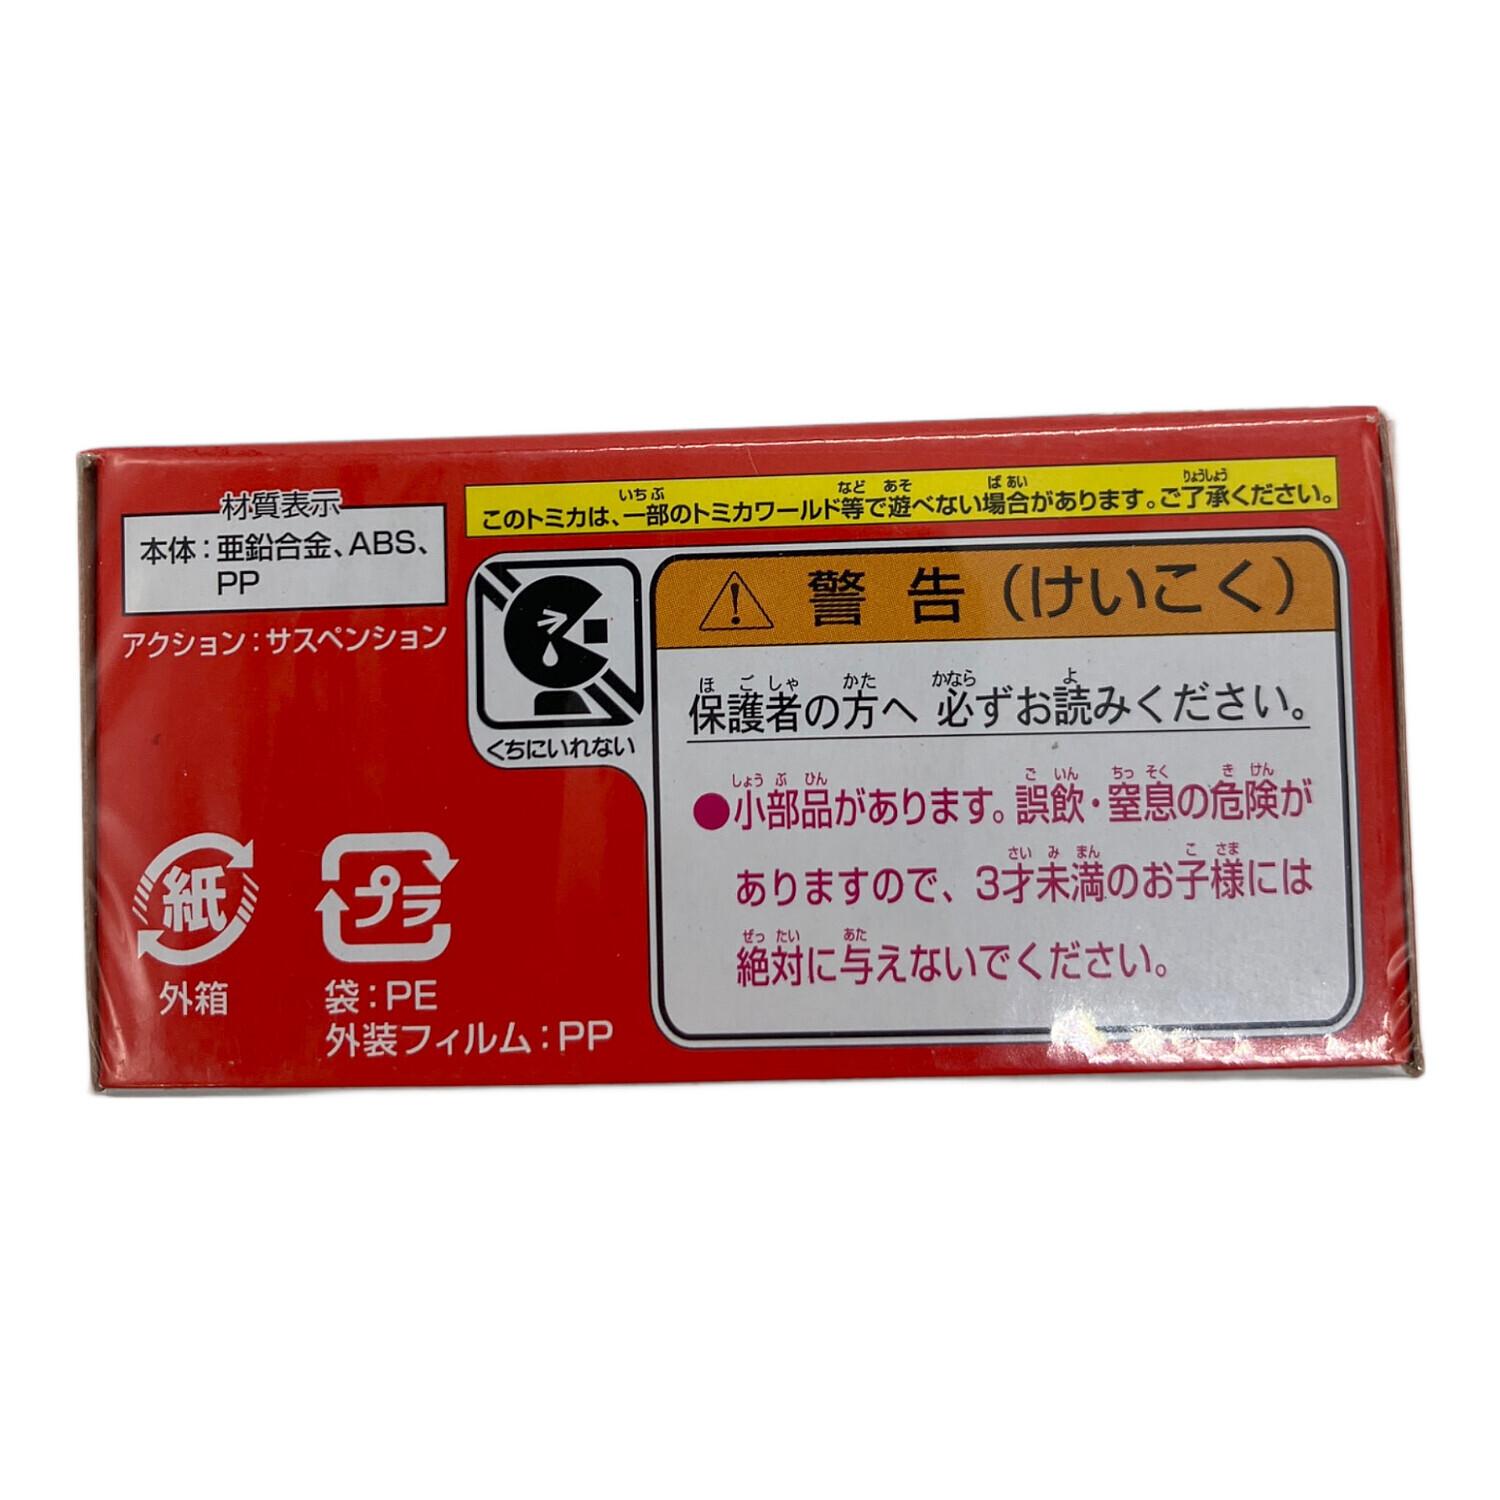 材質表示
本体：亜鉛合金、ABS、
PP
アクション：サスペンション
いちぶ など あそ ば あい りょうしょう
このトミカは、一部のトミカワールド等で遊べない場合があります。ご了承ください。
くちにいれない
警告（けいこく）
ほ ご しゃ かた かなら よ
保護者の方へ 必ずお読みください。
しょう ぶ ひん ご いん ちっ そく き けん
●小部品があります。誤飲・窒息の危険が
さい み まん こ さま
ありますので、3才未満のお子様には
ぜっ たい あた
絶対に与えないでください。
紙
外箱
プラ
袋：PE
外装フィルム：PP